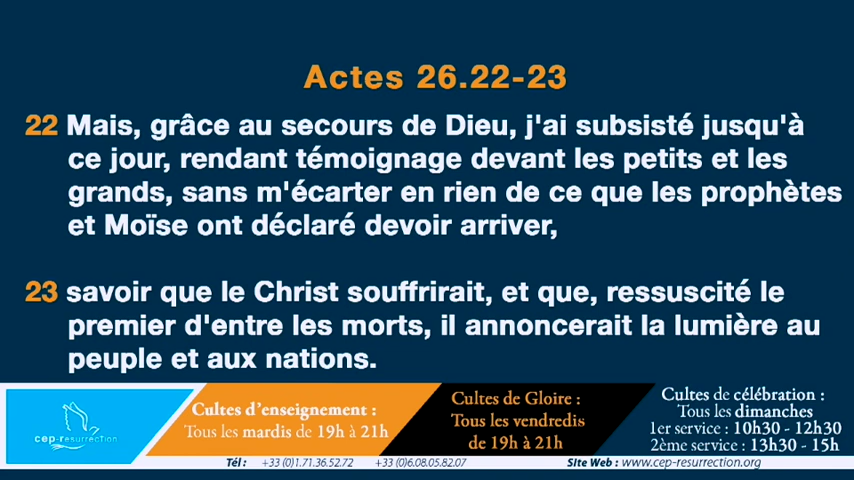 Actes 26.22-23
22 Mais, grâce au secours de Dieu, j'ai subsisté jusqu'à
ce jour, rendant témoignage devant les petits et les
grands, sans m'écarter en rien de ce que les prophètes
et Moïse ont déclaré devoir arriver,
23 savoir que le Christ souffrirait, et que, ressuscité le
premier d'entre les morts, il annoncerait la lumière au
peuple et aux nations.
cep-resurrection
Cultes d'enseignement :
Tous les mardis de 19h à 21h
Cultes de Gloire :
Tous les vendredis
de 19h à 21h
Cultes de célébration :
Tous les dimanches
1er service : 10h30 - 12h30
2ème service : 13h30 - 15h
Tél : +33 (0)1.71.36.52.72 +33 (0)6.08.05.82.07 Site Web : www.cep-resurrection.org